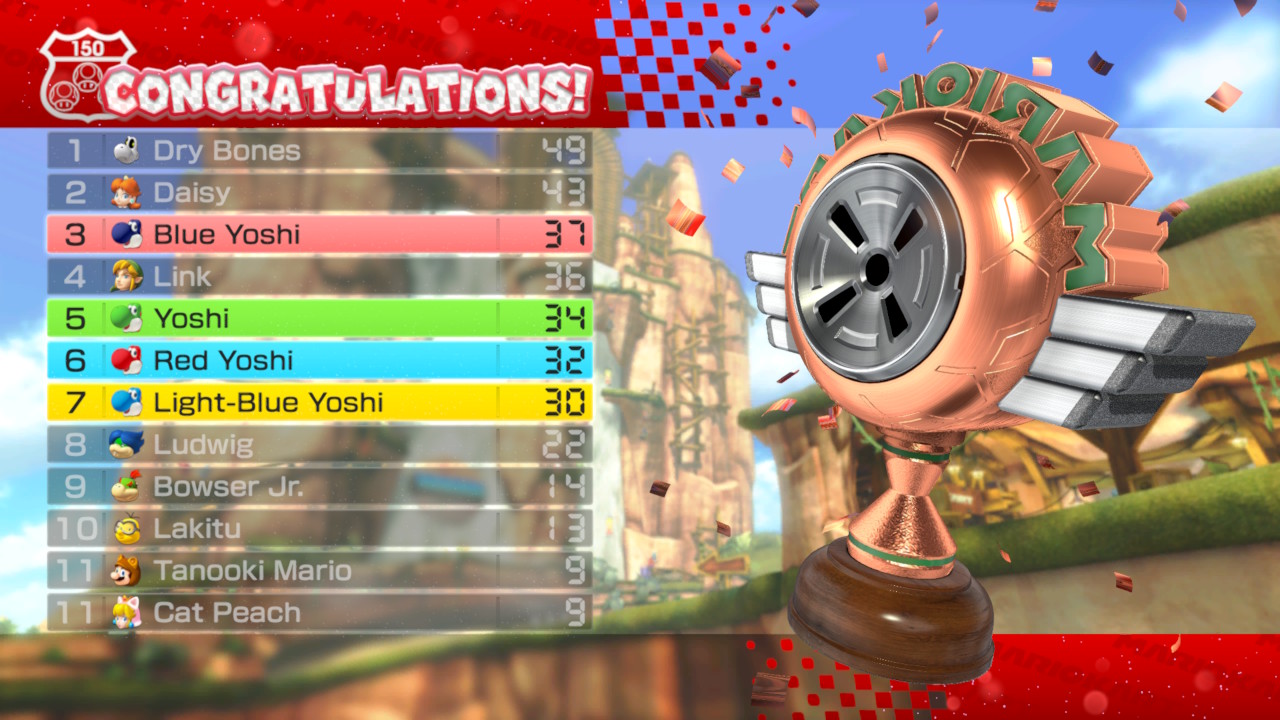 150
CONGRATULATIONS!
1 Dry Bones 49
2 Daisy 43
3 Blue Yoshi 37
4 Link 36
5 Yoshi 34
6 Red Yoshi 32
7 Light-Blue Yoshi 30
8 Ludwig 22
9 Bowser Jr. 14
10 Lakitu 13
11 Tanooki Mario 9
11 Cat Peach 9
MARIO K